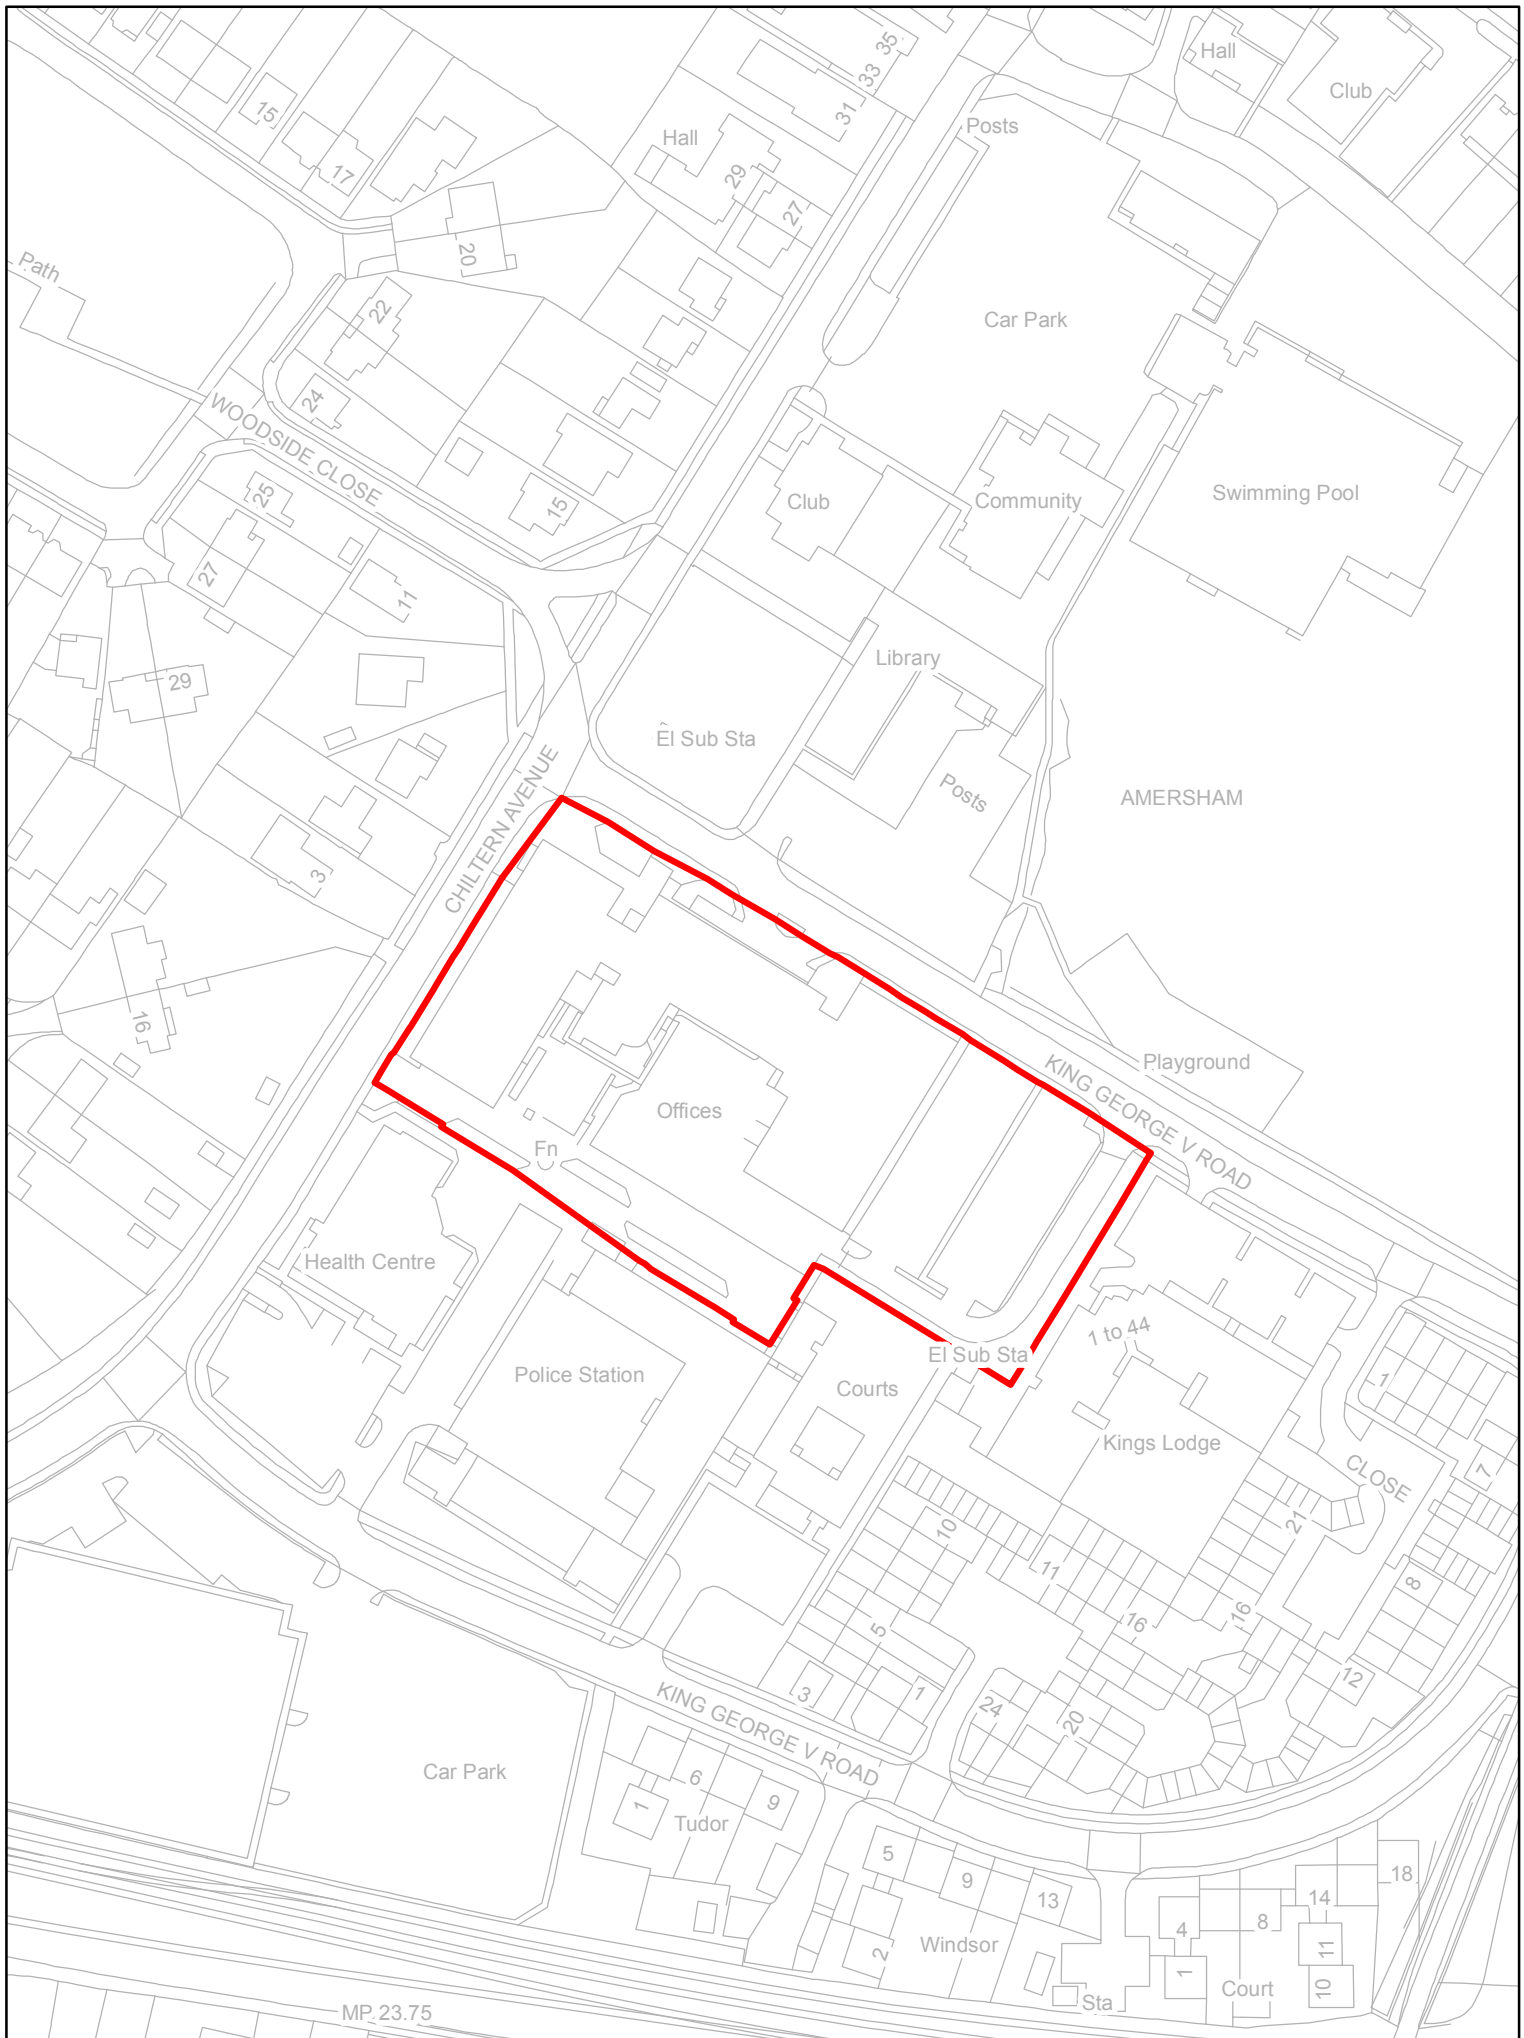 35
33
31
Hall
Club
15
17
Hall
29
27
Posts
20
Path
22
Car Park
24
WOODSIDE CLOSE
Swimming Pool
25
15
Club
Community
27
11
Library
29
El Sub Sta
Posts
AMERSHAM
CHILTERN AVENUE
3
16
Playground
KING GEORGE V ROAD
Offices
Fn
Health Centre
1 to 44
El Sub Sta
Police Station
Courts
1
Kings Lodge
7
CLOSE
10
21
11
8
16
16
5
12
3
1
24
20
KING GEORGE V ROAD
Car Park
6
1
9
Tudor
5
9
13
18
14
4
8
2
Windsor
11
1
Court
10
Sta
MP 23.75